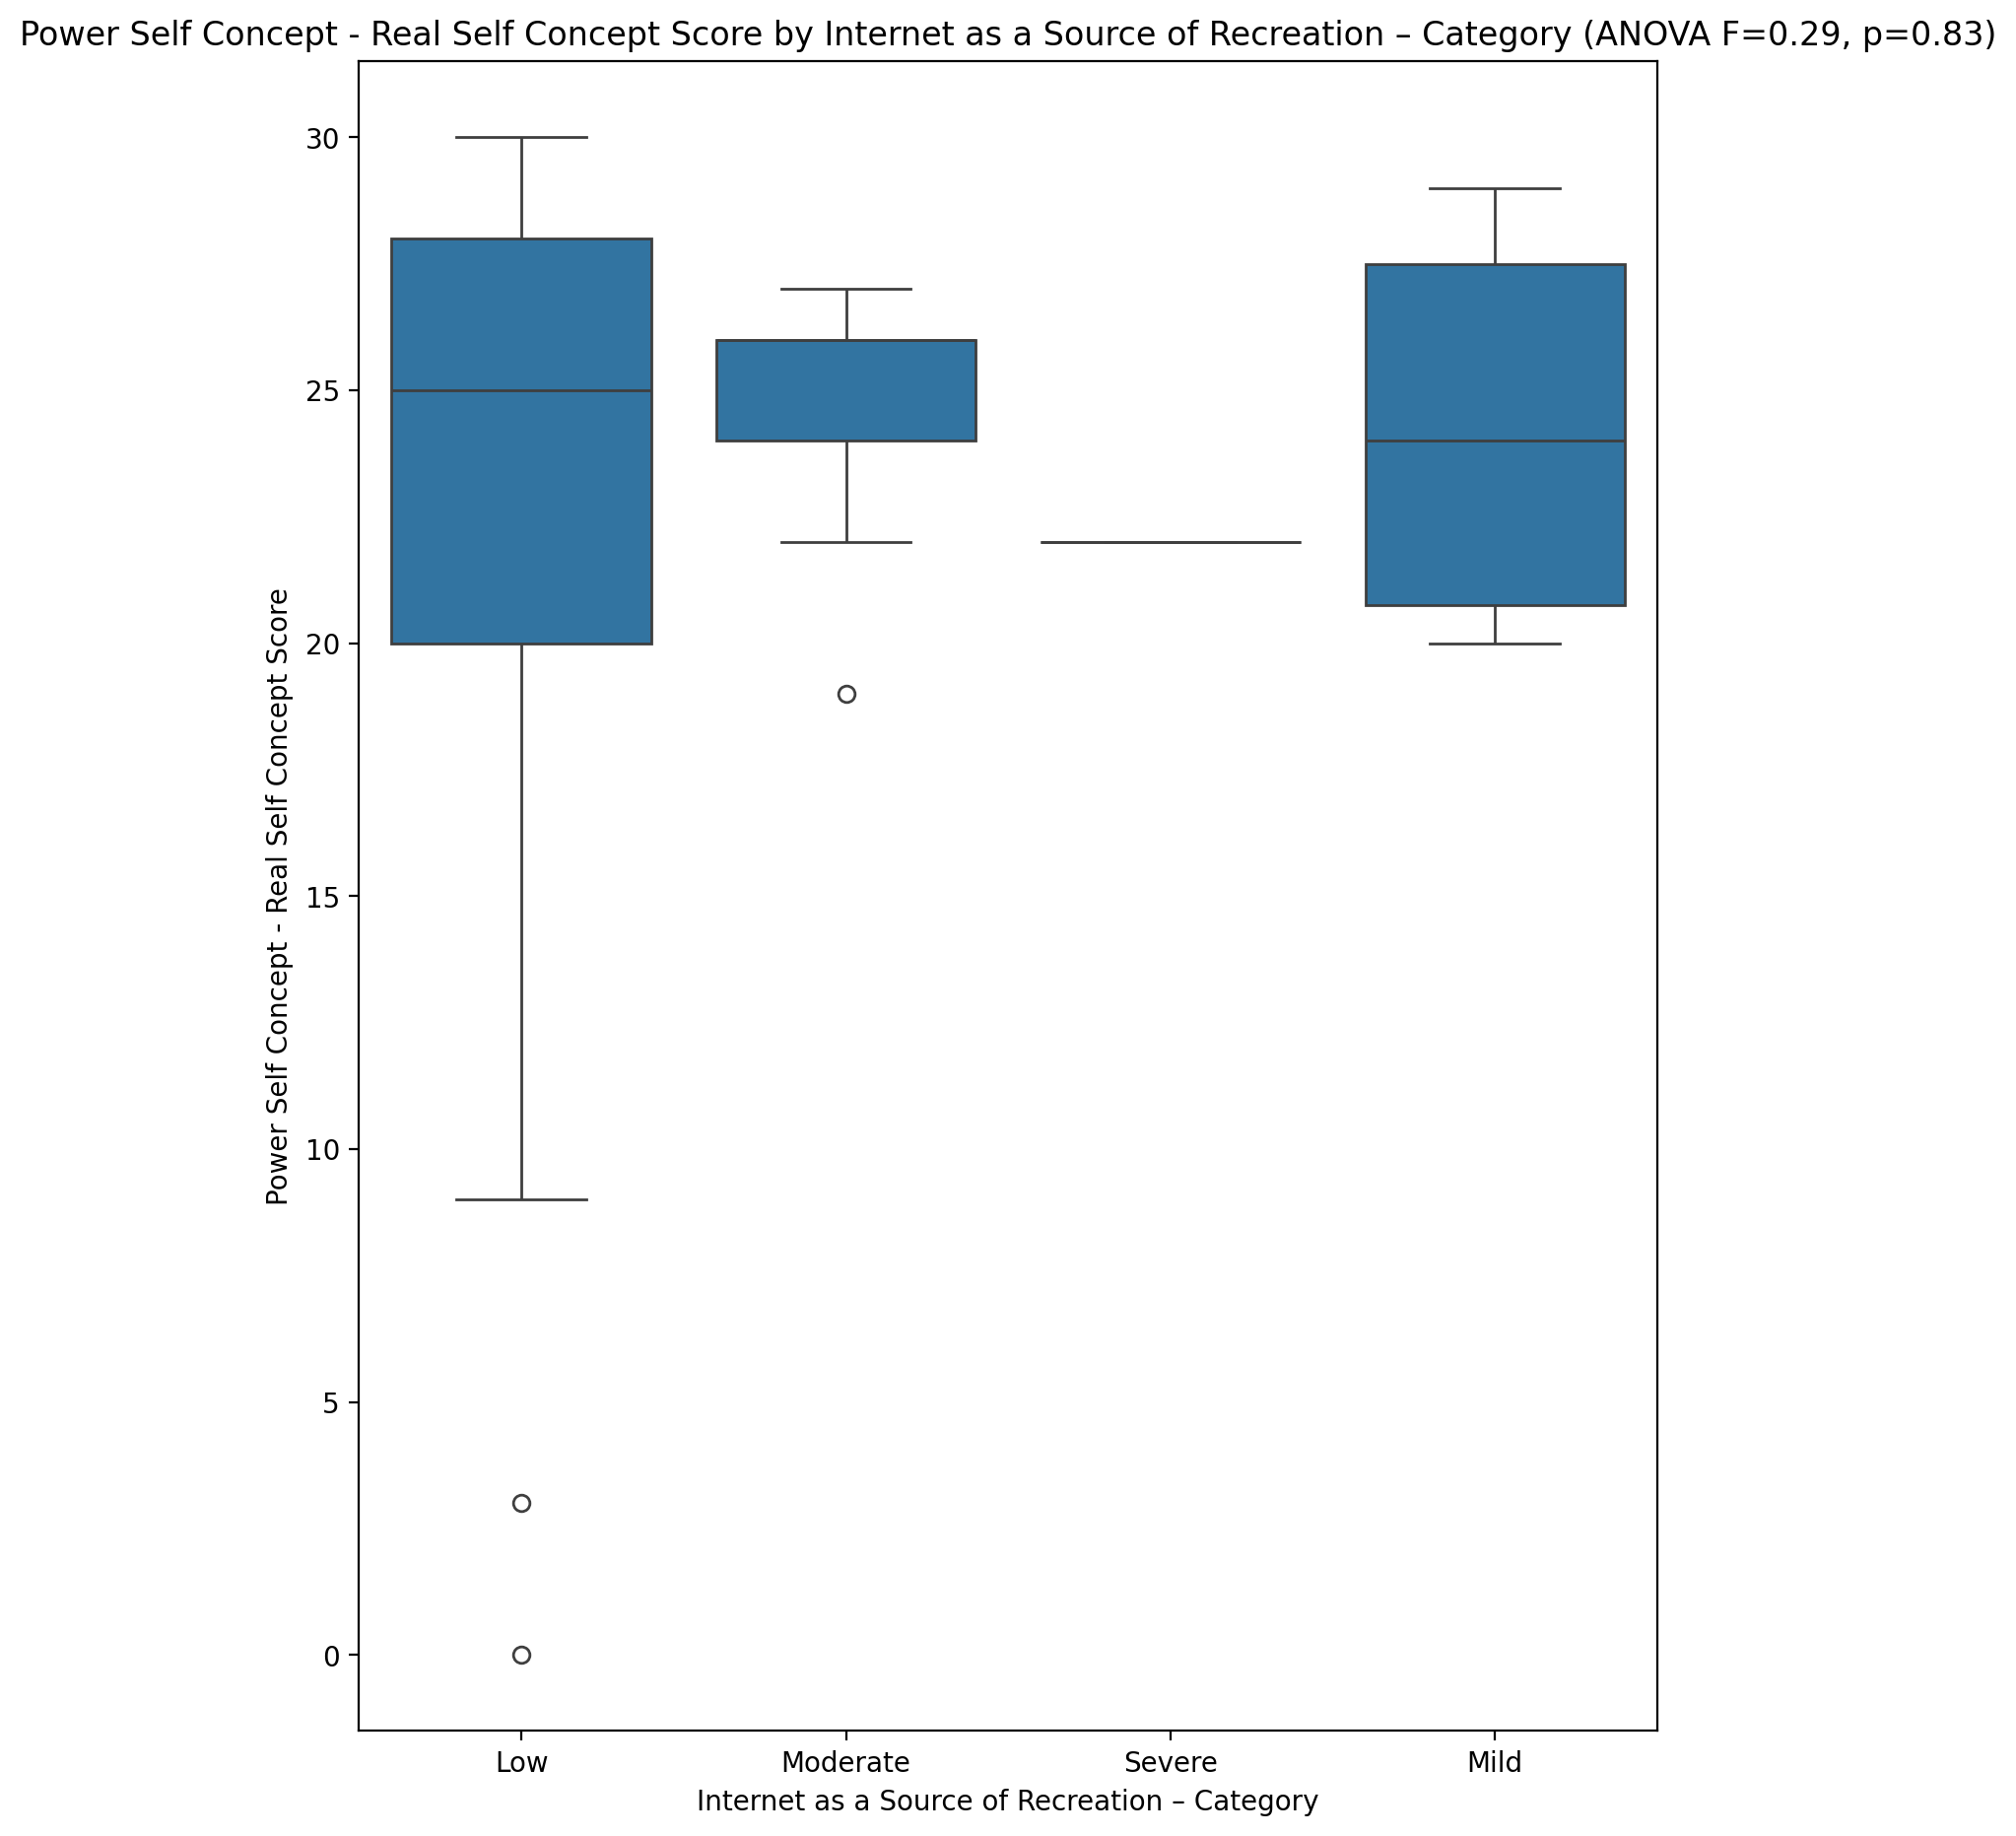 Power Self Concept - Real Self Concept Score by Internet as a Source of Recreation – Category (ANOVA F=0.29, p=0.83)
Power Self Concept - Real Self Concept Score
30
25
20
15
10
5
0
Low Moderate Severe Mild
Internet as a Source of Recreation – Category